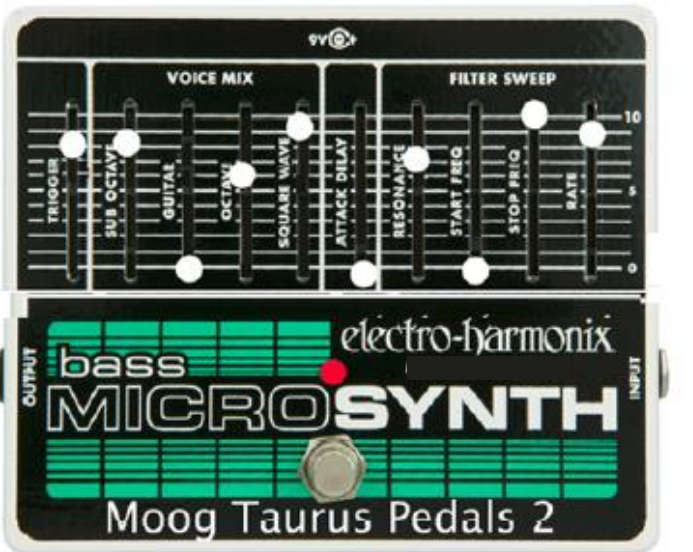 9V
VOICE MIX
FILTER SWEEP
TRIGGER
SUB OCTAVE
GUITAR
OCTAVE
SQUARE WAVE
ATTACK DELAY
RESONANCE
START FREQ
STOP FREQ
RATE
10
5
0
OUTPUT
INPUT
electro-harmonix
bass
MICROSYNTH
Moog Taurus Pedals 2